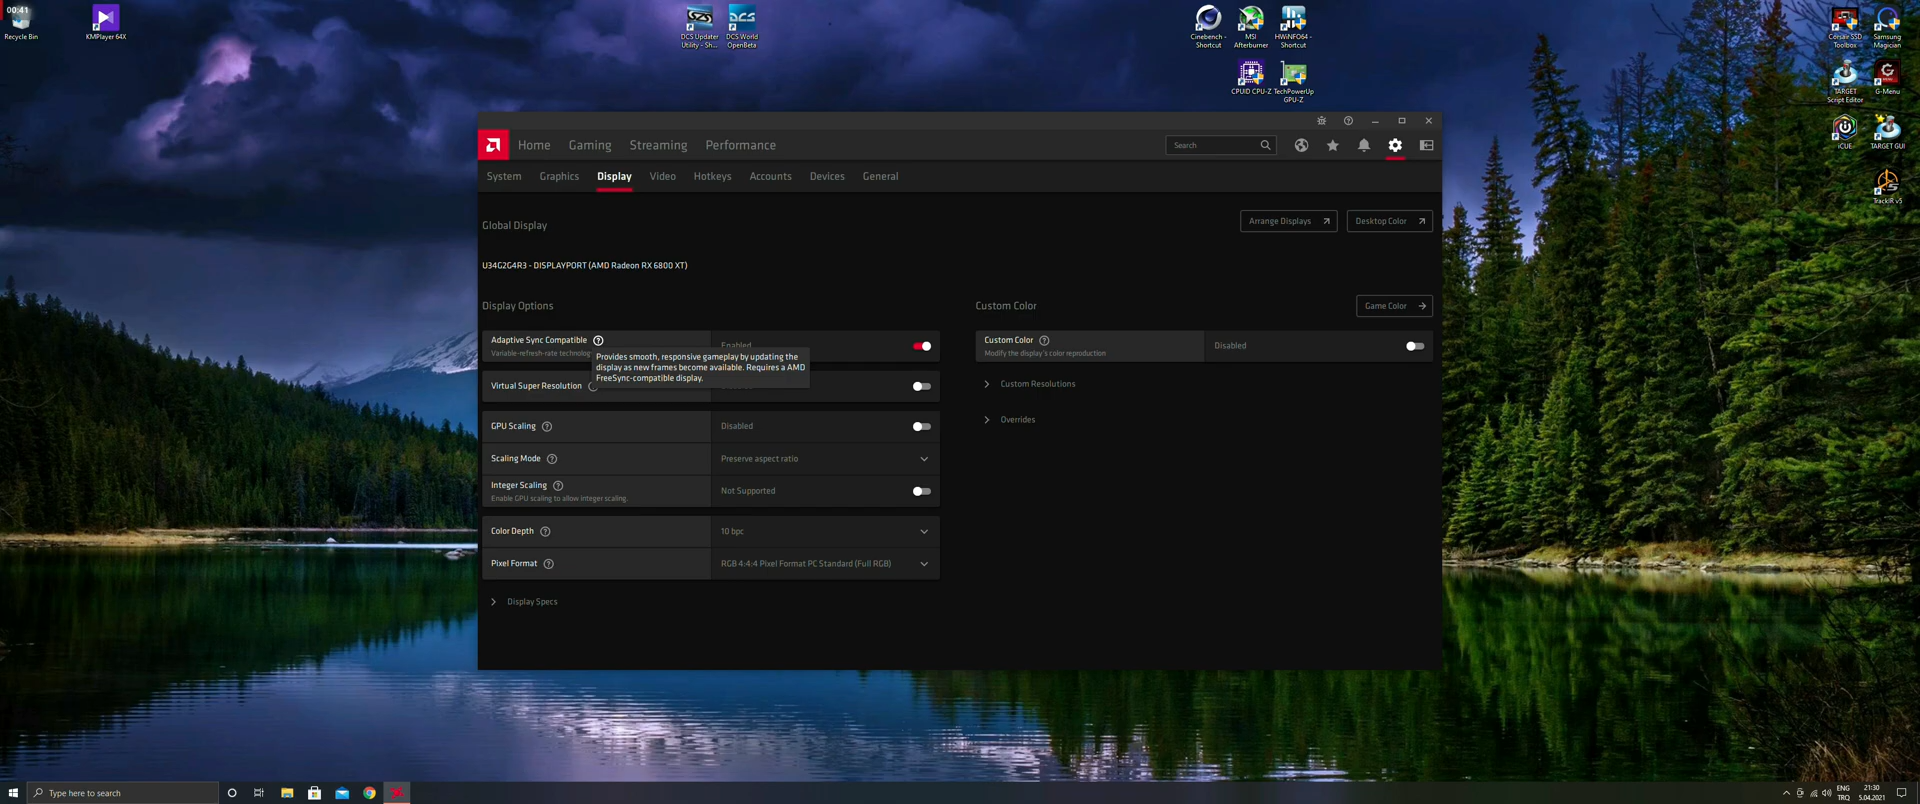 00:41
Recycle Bin
KMPlayer 64X
DCS Updater
Utility - Sh...
DCS World
OpenBeta
Cinebench -
Shortcut
MSI
Afterburner
HWiNFO64 -
Shortcut
CPUID CPU-Z
TechPowerUp
GPU-Z
Corsair SSD
Toolbox
Samsung
Magician
TARGET
Script Editor
G-Menu
iCUE
TARGET GUI
TrackIR v5
Home
Gaming
Streaming
Performance
Search
System
Graphics
Display
Video
Hotkeys
Accounts
Devices
General
Global Display
Arrange Displays
Desktop Color
U34G2G4R3 - DISPLAYPORT (AMD Radeon RX 6800 XT)
Display Options
Custom Color
Game Color
Adaptive Sync Compatible
Variable-refresh-rate technolog
Enabled
Provides smooth, responsive gameplay by updating the
display as new frames become available. Requires a AMD
FreeSync-compatible display.
Custom Color
Modify the display's color reproduction
Disabled
Virtual Super Resolution
Custom Resolutions
Overrides
GPU Scaling
Disabled
Scaling Mode
Preserve aspect ratio
Integer Scaling
Enable GPU scaling to allow integer scaling.
Not Supported
Color Depth
10 bpc
Pixel Format
RGB 4:4:4 Pixel Format PC Standard (Full RGB)
Display Specs
Type here to search
ENG
TRQ
21:30
5.04.2021